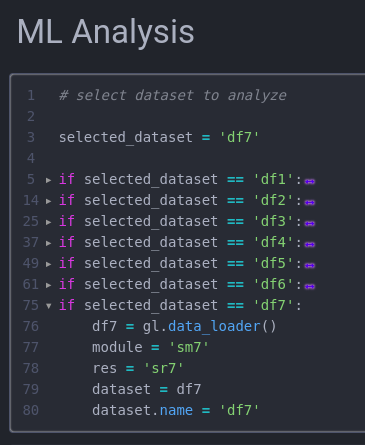 ML Analysis
1 # select dataset to analyze
2
3 selected_dataset = 'df7'
4
5 if selected_dataset == 'df1':
14 if selected_dataset == 'df2':
25 if selected_dataset == 'df3':
37 if selected_dataset == 'df4':
49 if selected_dataset == 'df5':
61 if selected_dataset == 'df6':
75 if selected_dataset == 'df7':
76     df7 = gl.data_loader()
77     module = 'sm7'
78     res = 'sr7'
79     dataset = df7
80     dataset.name = 'df7'